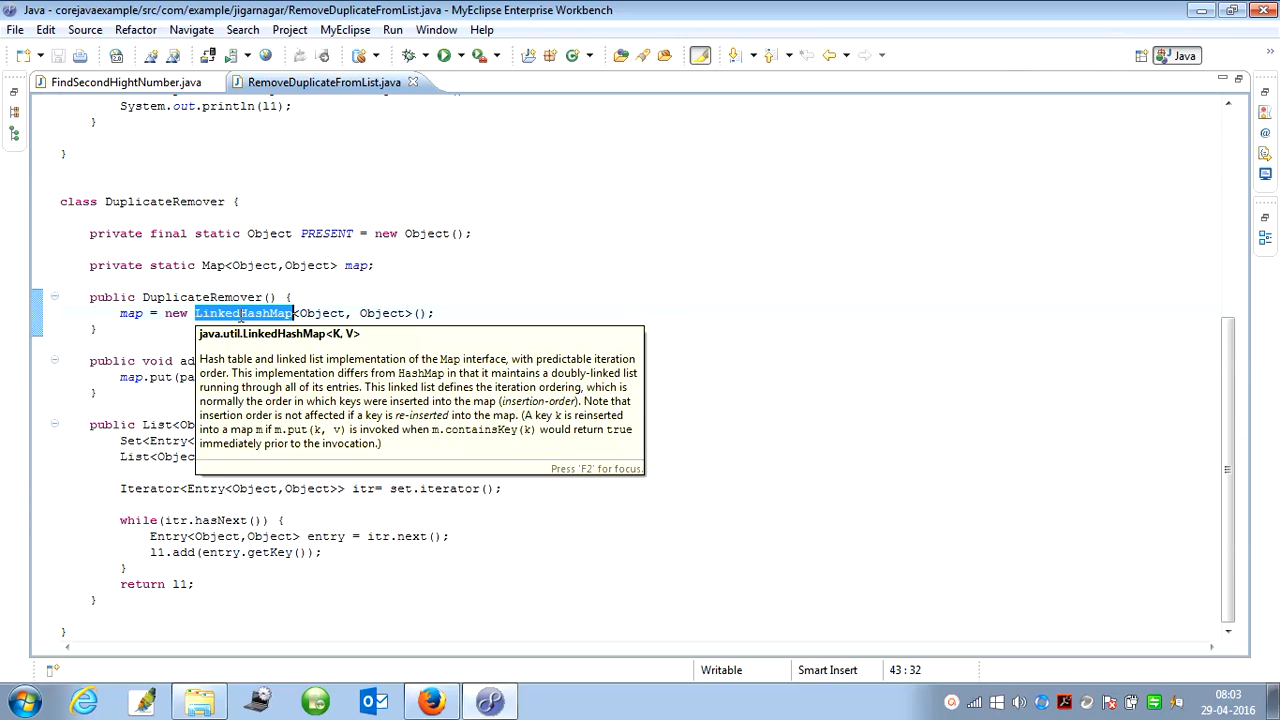 Java - corejavaexample/src/com/example/jigarnagar/RemoveDuplicateFromList.java - MyEclipse Enterprise Workbench
File Edit Source Refactor Navigate Search Project MyEclipse Run Window Help
Java
FindSecondHightNumber.java RemoveDuplicateFromList.java
System.out.println(l1);
}
}
class DuplicateRemover {
private final static Object PRESENT = new Object();
private static Map<Object,Object> map;
public DuplicateRemover() {
map = new LinkedHashMap<Object, Object>();
}
java.util.LinkedHashMap<K, V>
Hash table and linked list implementation of the Map interface, with predictable iteration
order. This implementation differs from HashMap in that it maintains a doubly-linked list
running through all of its entries. This linked list defines the iteration ordering, which is
normally the order in which keys were inserted into the map (insertion-order). Note that
insertion order is not affected if a key is re-inserted into the map. (A key k is reinserted
into a map m if m.put(k, v) is invoked when m.containsKey(k) would return true
immediately prior to the invocation.)
Press 'F2' for focus.
public void ad
map.put(pa
}
public List<Ob
Set<Entry<
List<Objec
Iterator<Entry<Object,Object>> itr= set.iterator();
while(itr.hasNext()) {
Entry<Object,Object> entry = itr.next();
l1.add(entry.getKey());
}
return l1;
}
}
Writable Smart Insert 43 : 32
08:03
29-04-2016